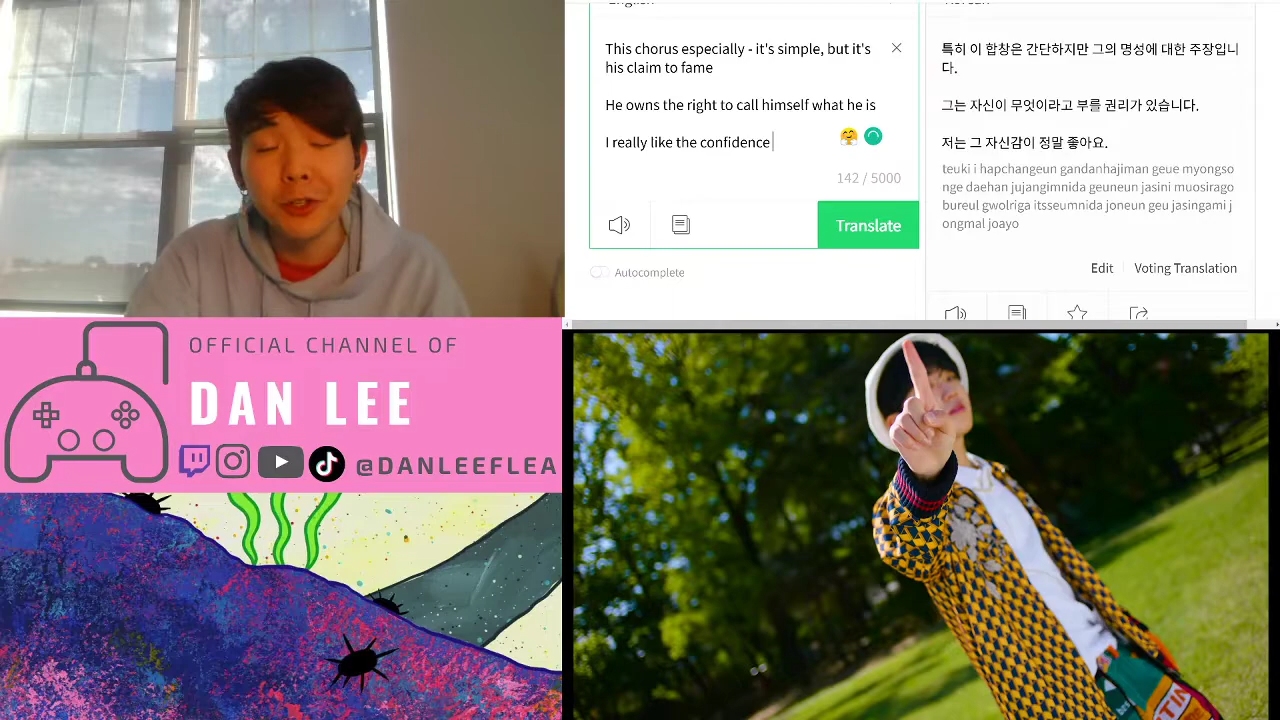 This chorus especially - it's simple, but it's
his claim to fame
He owns the right to call himself what he is
I really like the confidence
142 / 5000
Translate
Autocomplete
특히 이 합창은 간단하지만 그의 명성에 대한 주장입니
다.
그는 자신이 무엇이라고 부를 권리가 있습니다.
저는 그 자신감이 정말 좋아요.
teuki i hapchangeun gandanhajiman geue myongso
nge daehan jujangimnida geuneun jasini muosirago
bureul gwolriga itsseumnida joneun geu jasingami j
ongmal joayo
Edit
Voting Translation
OFFICIAL CHANNEL OF
DAN LEE
@DANLEEFLEA